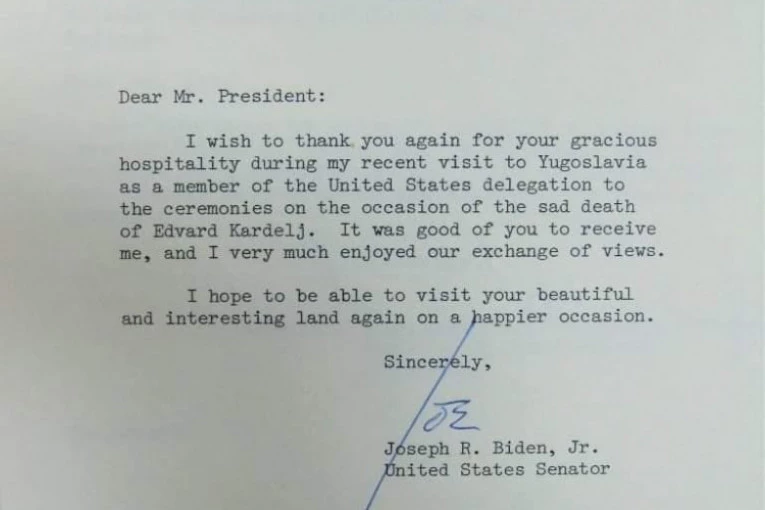 Dear Mr. President:
I wish to thank you again for your gracious
hospitality during my recent visit to Yugoslavia
as a member of the United States delegation to
the ceremonies on the occasion of the sad death
of Edvard Kardelj. It was good of you to receive
me, and I very much enjoyed our exchange of views.
I hope to be able to visit your beautiful
and interesting land again on a happier occasion.
Sincerely,
Joseph R. Biden, Jr.
United States Senator